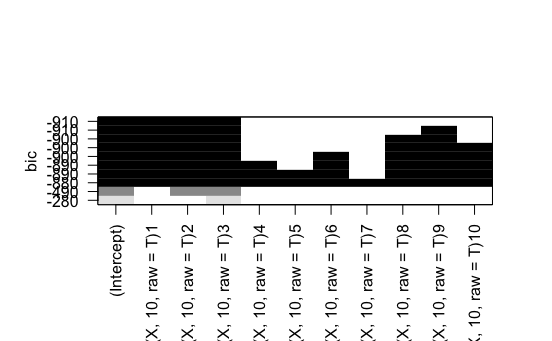 bic
-910
-910
-900
-900
-900
-890
-890
-880
-490
-280
(Intercept)
(X, 10, raw = T)1
(X, 10, raw = T)2
(X, 10, raw = T)3
(X, 10, raw = T)4
(X, 10, raw = T)5
(X, 10, raw = T)6
(X, 10, raw = T)7
(X, 10, raw = T)8
(X, 10, raw = T)9
X, 10, raw = T)10